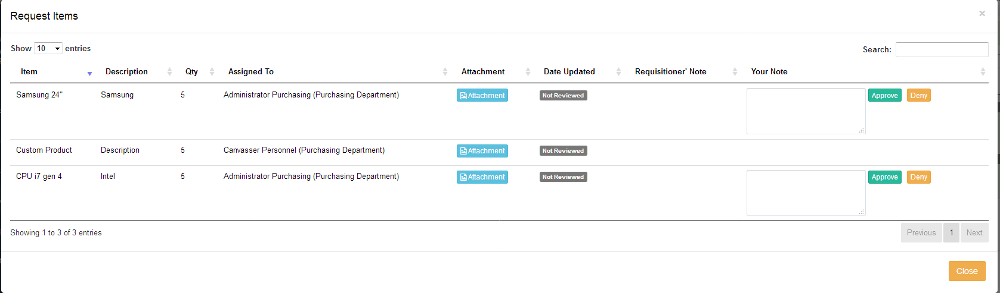 Request Items ×
Show 10 entries Search:
Item Description Qty Assigned To Attachment Date Updated Requisitioner' Note Your Note
Samsung 24" Samsung 5 Administrator Purchasing (Purchasing Department) Attachment Not Reviewed Approve Deny
Custom Product Description 5 Canvasser Personnel (Purchasing Department) Attachment Not Reviewed
CPU i7 gen 4 Intel 5 Administrator Purchasing (Purchasing Department) Attachment Not Reviewed Approve Deny
Showing 1 to 3 of 3 entries Previous 1 Next
Close